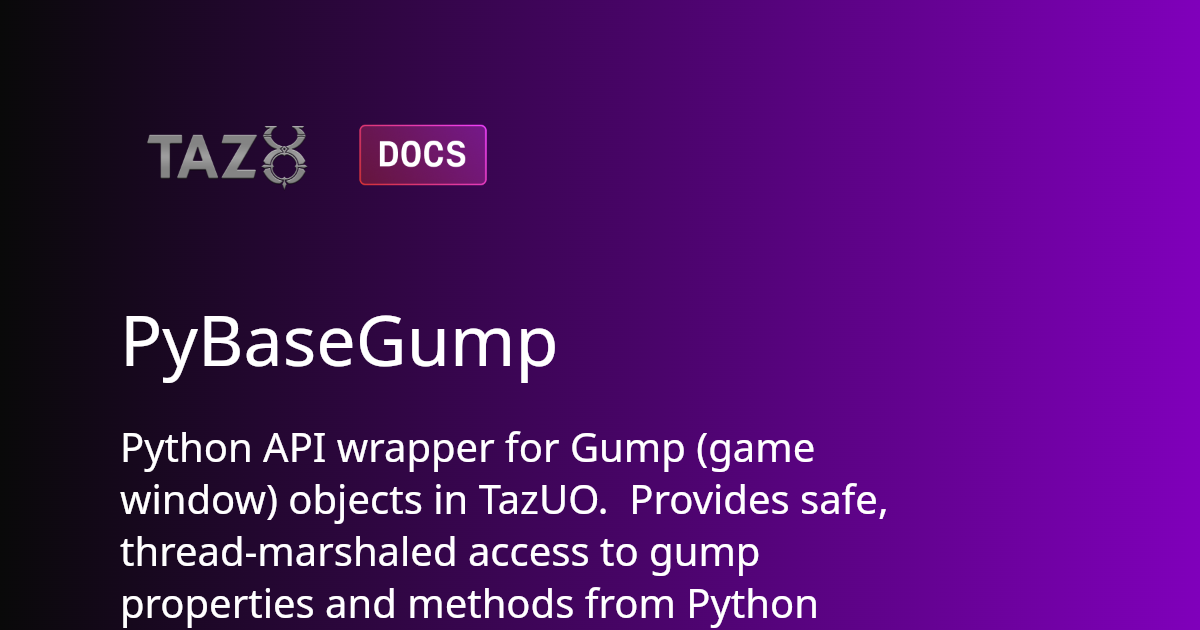 TAZ
DOCS
PyBaseGump
Python API wrapper for Gump (game
window) objects in TazUO.  Provides safe,
thread-marshaled access to gump
properties and methods from Python